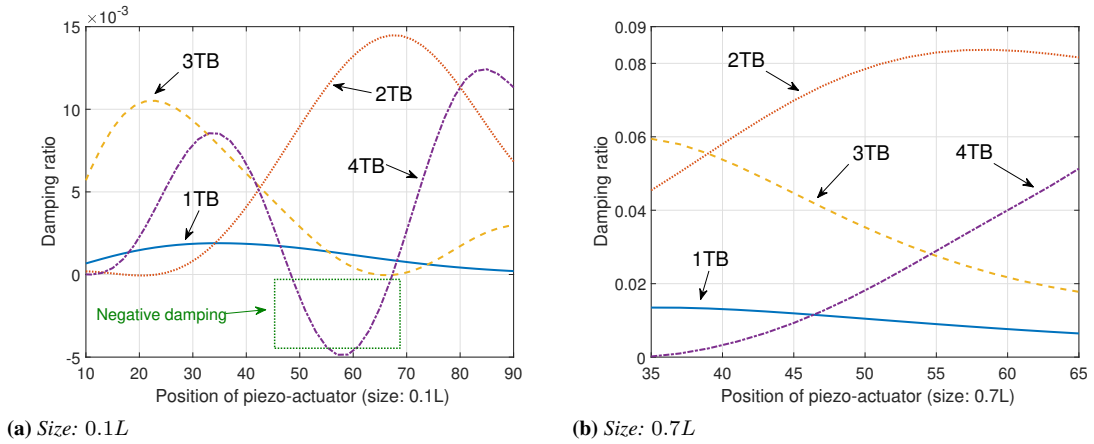 ×10⁻³
15
10
5
0
-5
Damping ratio
3TB
2TB
4TB
1TB
Negative damping
10 20 30 40 50 60 70 80 90
Position of piezo-actuator (size: 0.1L)
(a) Size: 0.1L
0.09
0.08
0.06
0.04
0.02
0
Damping ratio
2TB
3TB
4TB
1TB
35 40 45 50 55 60 65
Position of piezo-actuator (size: 0.7L)
(b) Size: 0.7L